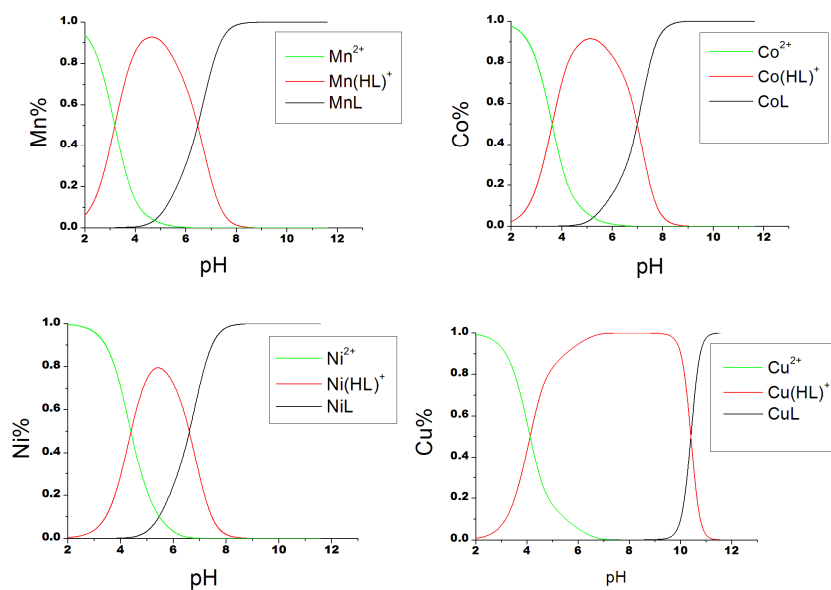 Mn%
1.0
0.8
0.6
0.4
0.2
0.0
2 4 6 8 10 12
pH
Mn²⁺
Mn(HL)⁺
MnL
Co%
1.0
0.8
0.6
0.4
0.2
0.0
2 4 6 8 10 12
pH
Co²⁺
Co(HL)⁺
CoL
Ni%
1.0
0.8
0.6
0.4
0.2
0.0
2 4 6 8 10 12
pH
Ni²⁺
Ni(HL)⁺
NiL
Cu%
1.0
0.8
0.6
0.4
0.2
0.0
2 4 6 8 10 12
pH
Cu²⁺
Cu(HL)⁺
CuL